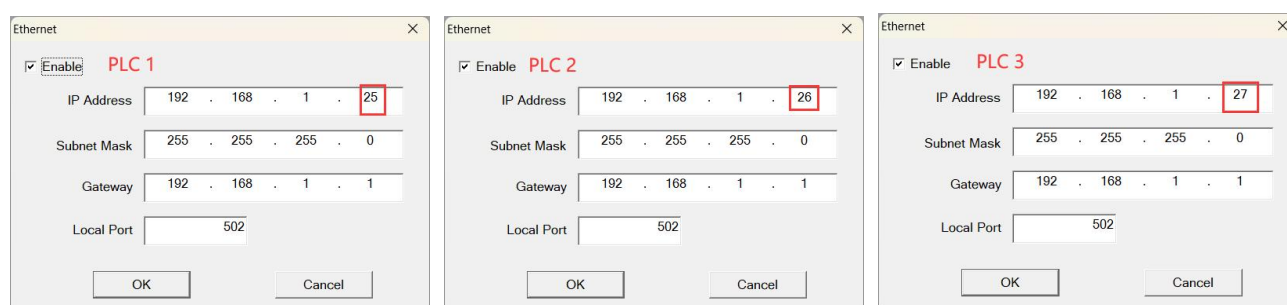 Ethernet
Enable PLC 1
IP Address 192 . 168 . 1 . 25
Subnet Mask 255 . 255 . 255 . 0
Gateway 192 . 168 . 1 . 1
Local Port 502
OK Cancel
Ethernet
Enable PLC 2
IP Address 192 . 168 . 1 . 26
Subnet Mask 255 . 255 . 255 . 0
Gateway 192 . 168 . 1 . 1
Local Port 502
OK Cancel
Ethernet
Enable PLC 3
IP Address 192 . 168 . 1 . 27
Subnet Mask 255 . 255 . 255 . 0
Gateway 192 . 168 . 1 . 1
Local Port 502
OK Cancel